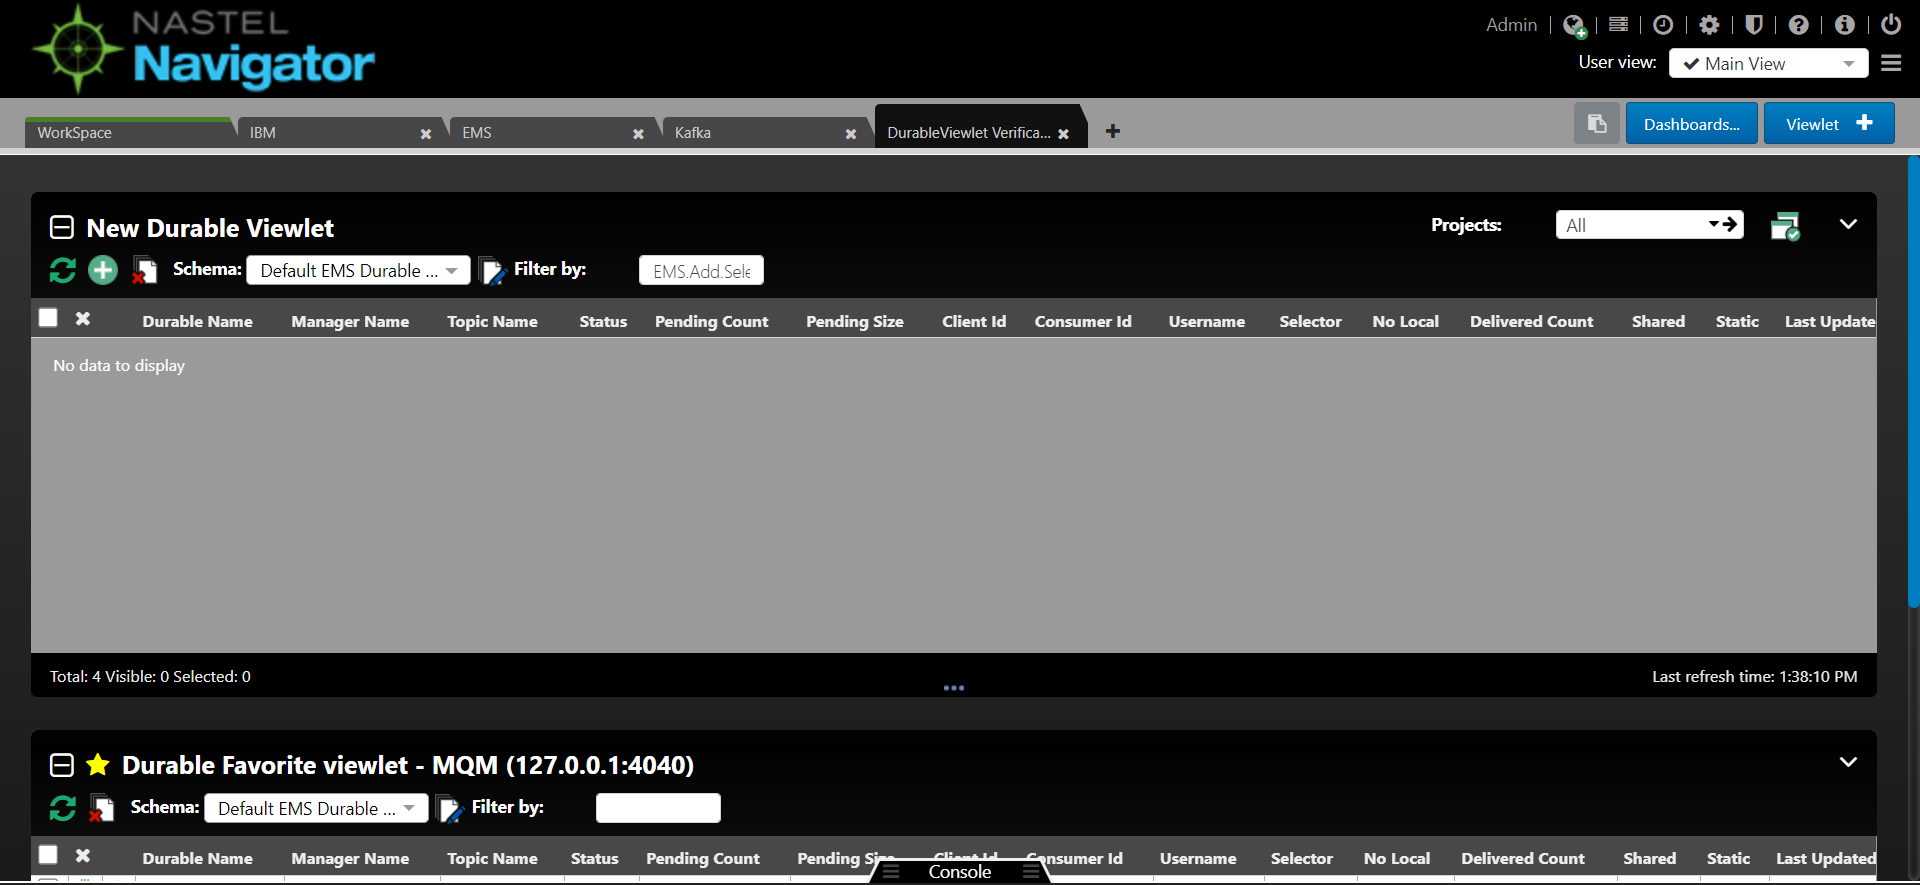 NASTEL
Navigator
Admin
User view: Main View
WorkSpace IBM EMS Kafka DurableViewlet Verifica...
Dashboards... Viewlet
New Durable Viewlet
Projects: All
Schema: Default EMS Durable ... Filter by: EMS.Add.Sele
Durable Name Manager Name Topic Name Status Pending Count Pending Size Client Id Consumer Id Username Selector No Local Delivered Count Shared Static Last Update
No data to display
Total: 4 Visible: 0 Selected: 0
Last refresh time: 1:38:10 PM
Durable Favorite viewlet - MQM (127.0.0.1:4040)
Schema: Default EMS Durable ... Filter by:
Durable Name Manager Name Topic Name Status Pending Count Pending Size Client Id Consumer Id Username Selector No Local Delivered Count Shared Static Last Updated
Console